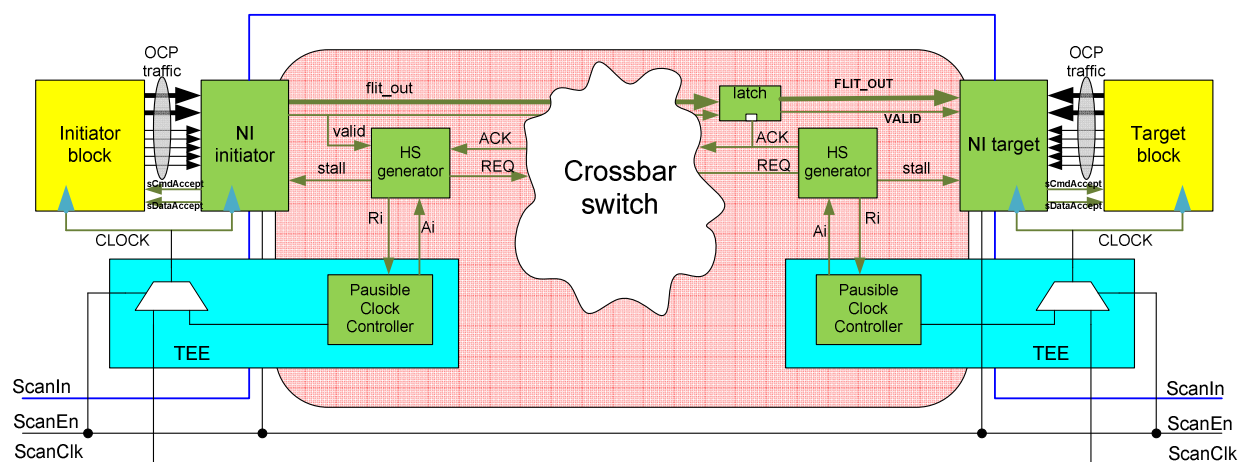 OCP
traffic
Initiator
block
NI
initiator
sCmdAccept
sDataAccept
CLOCK
flit_out
valid
HS
generator
ACK
REQ
stall
Ri
Ai
Pausible
Clock
Controller
TEE
Crossbar
switch
latch
FLIT_OUT
VALID
ACK
REQ
HS
generator
stall
Ai
Ri
Pausible
Clock
Controller
TEE
NI target
OCP
traffic
Target
block
sCmdAccept
sDataAccept
CLOCK
ScanIn
ScanEn
ScanClk
ScanIn
ScanEn
ScanClk